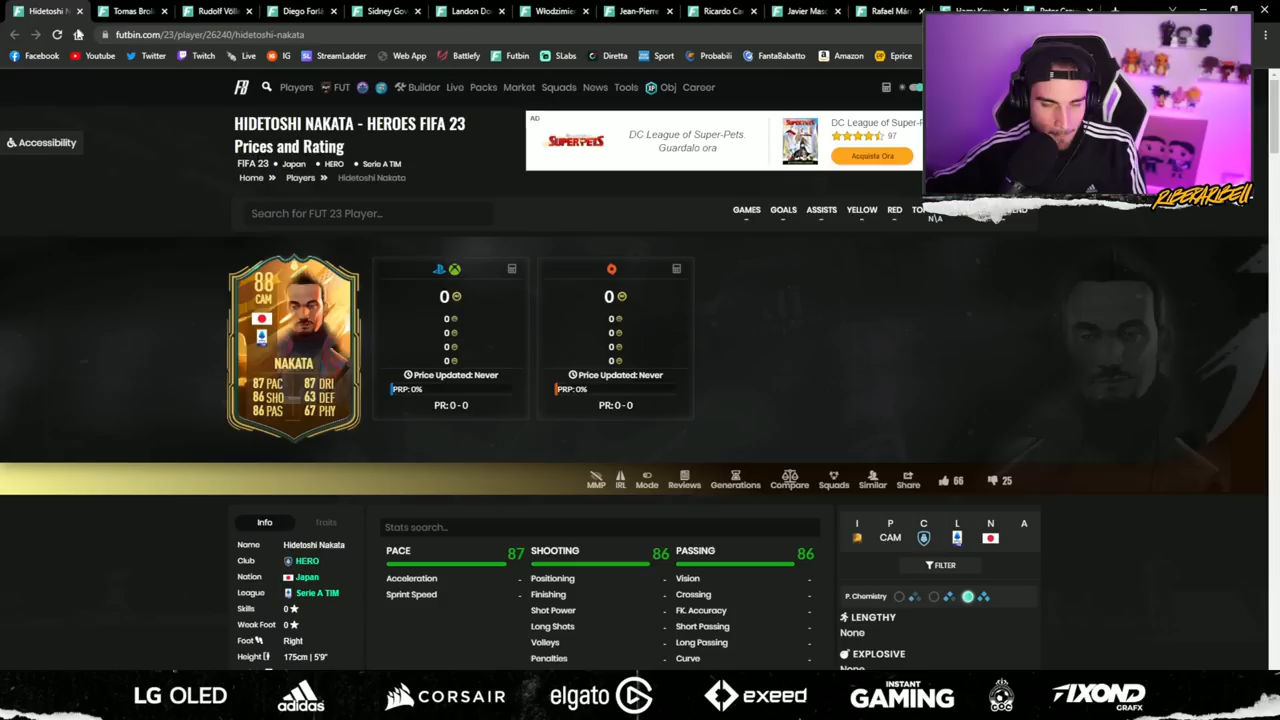 Hidetoshi N
Tomas Brol
Rudolf Völl
Diego Forlá
Sidney Gov
Landon Do
Włodzimie
Jean-Pierre
Ricardo Ca
Javier Masc
Rafael Már
futbin.com/23/player/26240/hidetoshi-nakata
Facebook
Youtube
Twitter
Twitch
Live
IG
StreamLadder
Web App
Battlefy
Futbin
SLabs
Diretta
Sport
Probabili
FantaBabatto
Amazon
Eprice
Players
FUT
Builder
Live
Packs
Market
Squads
News
Tools
Obj
Career
Accessibility
HIDETOSHI NAKATA - HEROES FIFA 23
Prices and Rating
FIFA 23 • Japan • HERO • Serie A TIM
Home » Players » Hidetoshi Nakata
AD
SUPER PETS
DC League of Super-Pets.
Guardalo ora
DC League of Super-F
97
Acquista Ora
RIBERARIBELL
Search for FUT 23 Player...
GAMES
GOALS
ASSISTS
YELLOW
RED
N\A
88
CAM
NAKATA
87 PAC 87 DRI
86 SHO 63 DEF
86 PAS 67 PHY
0
0
0
0
0
Price Updated: Never
PRP: 0%
PR: 0 - 0
0
0
0
0
0
Price Updated: Never
PRP: 0%
PR: 0 - 0
MMP
IRL
Mode
Reviews
Generations
Compare
Squads
Similar
Share
66
25
Info
Traits
Name Hidetoshi Nakata
Club HERO
Nation Japan
League Serie A TIM
Skills 0
Weak Foot 0
Foot Right
Height 175cm | 5'9"
Stats search...
PACE 87
Acceleration -
Sprint Speed -
SHOOTING 86
Positioning -
Finishing -
Shot Power -
Long Shots -
Volleys -
Penalties -
PASSING 86
Vision -
Crossing -
FK. Accuracy -
Short Passing -
Long Passing -
Curve -
I P C L N A
CAM
FILTER
P. Chemistry
LENGTHY
None
EXPLOSIVE
LG OLED
adidas
CORSAIR
elgato
exeed
INSTANT
GAMING
FIXOND
GRAFX